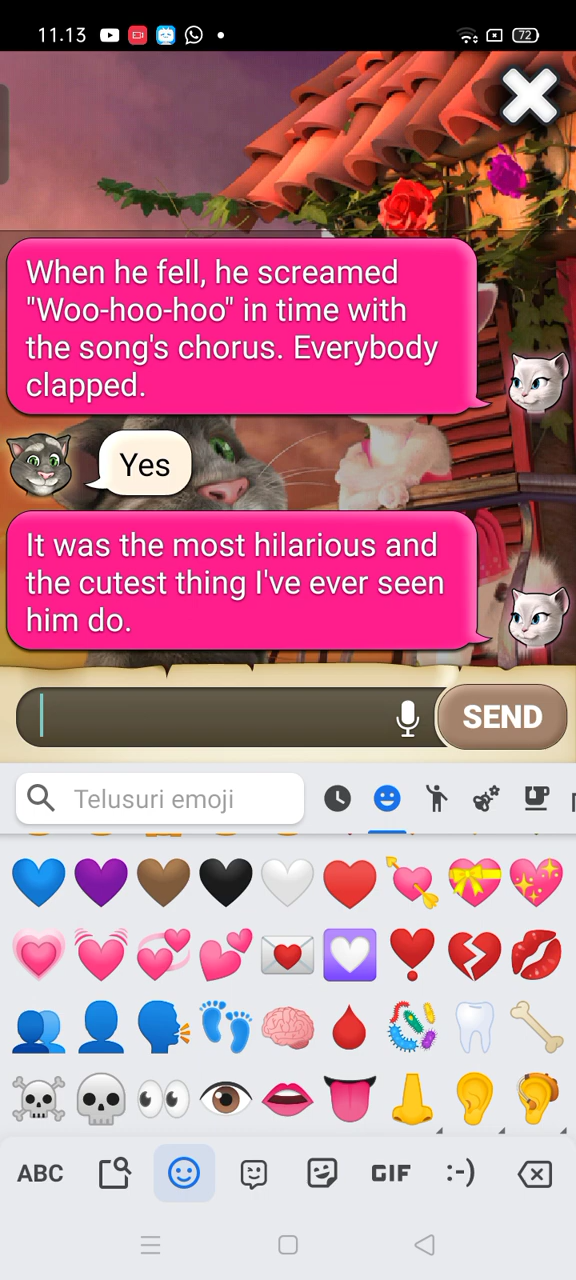 11.13
72
When he fell, he screamed
"Woo-hoo-hoo" in time with
the song's chorus. Everybody
clapped.
Yes
It was the most hilarious and
the cutest thing I've ever seen
him do.
SEND
Telusuri emoji
ABC
GIF
:-)